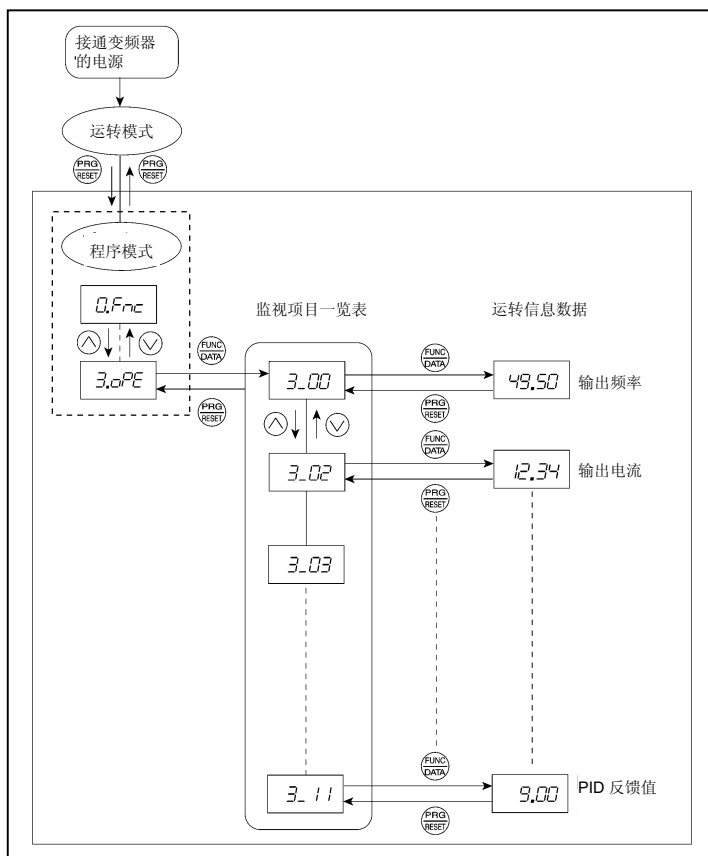 接通变频器
'的电源
运转模式
PRG
RESET
PRG
RESET
程序模式
0.Fnc
监视项目一览表
运转信息数据
FUNC
DATA
FUNC
DATA
3.oPE
3_00
49.50
输出频率
PRG
RESET
PRG
RESET
FUNC
DATA
3_02
12.34
输出电流
PRG
RESET
3_03
FUNC
DATA
3_11
9.00
PID 反馈值
PRG
RESET